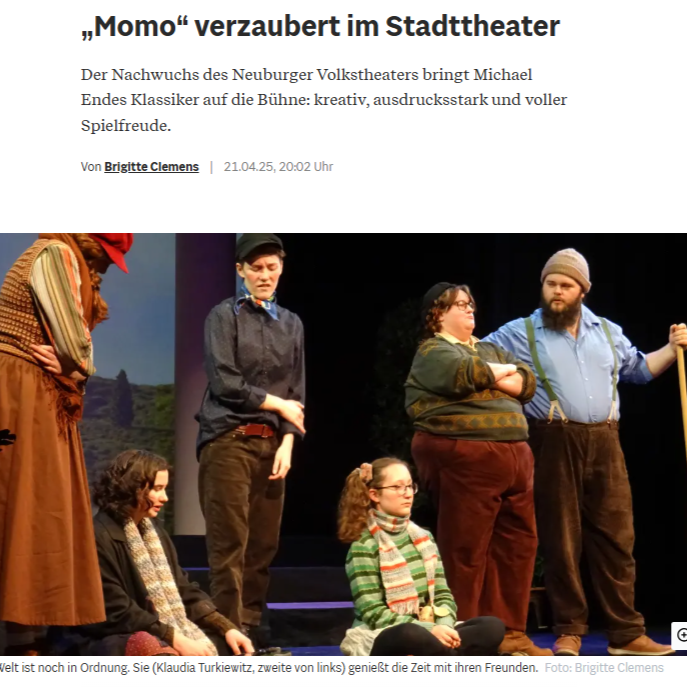 „Momo“ verzaubert im Stadttheater
Der Nachwuchs des Neuburger Volkstheaters bringt Michael
Endes Klassiker auf die Bühne: kreativ, ausdrucksstark und voller
Spielfreude.
Von Brigitte Clemens | 21.04.25, 20:02 Uhr
Welt ist noch in Ordnung. Sie (Klaudia Turkiewitz, zweite von links) genießt die Zeit mit ihren Freunden. Foto: Brigitte Clemens